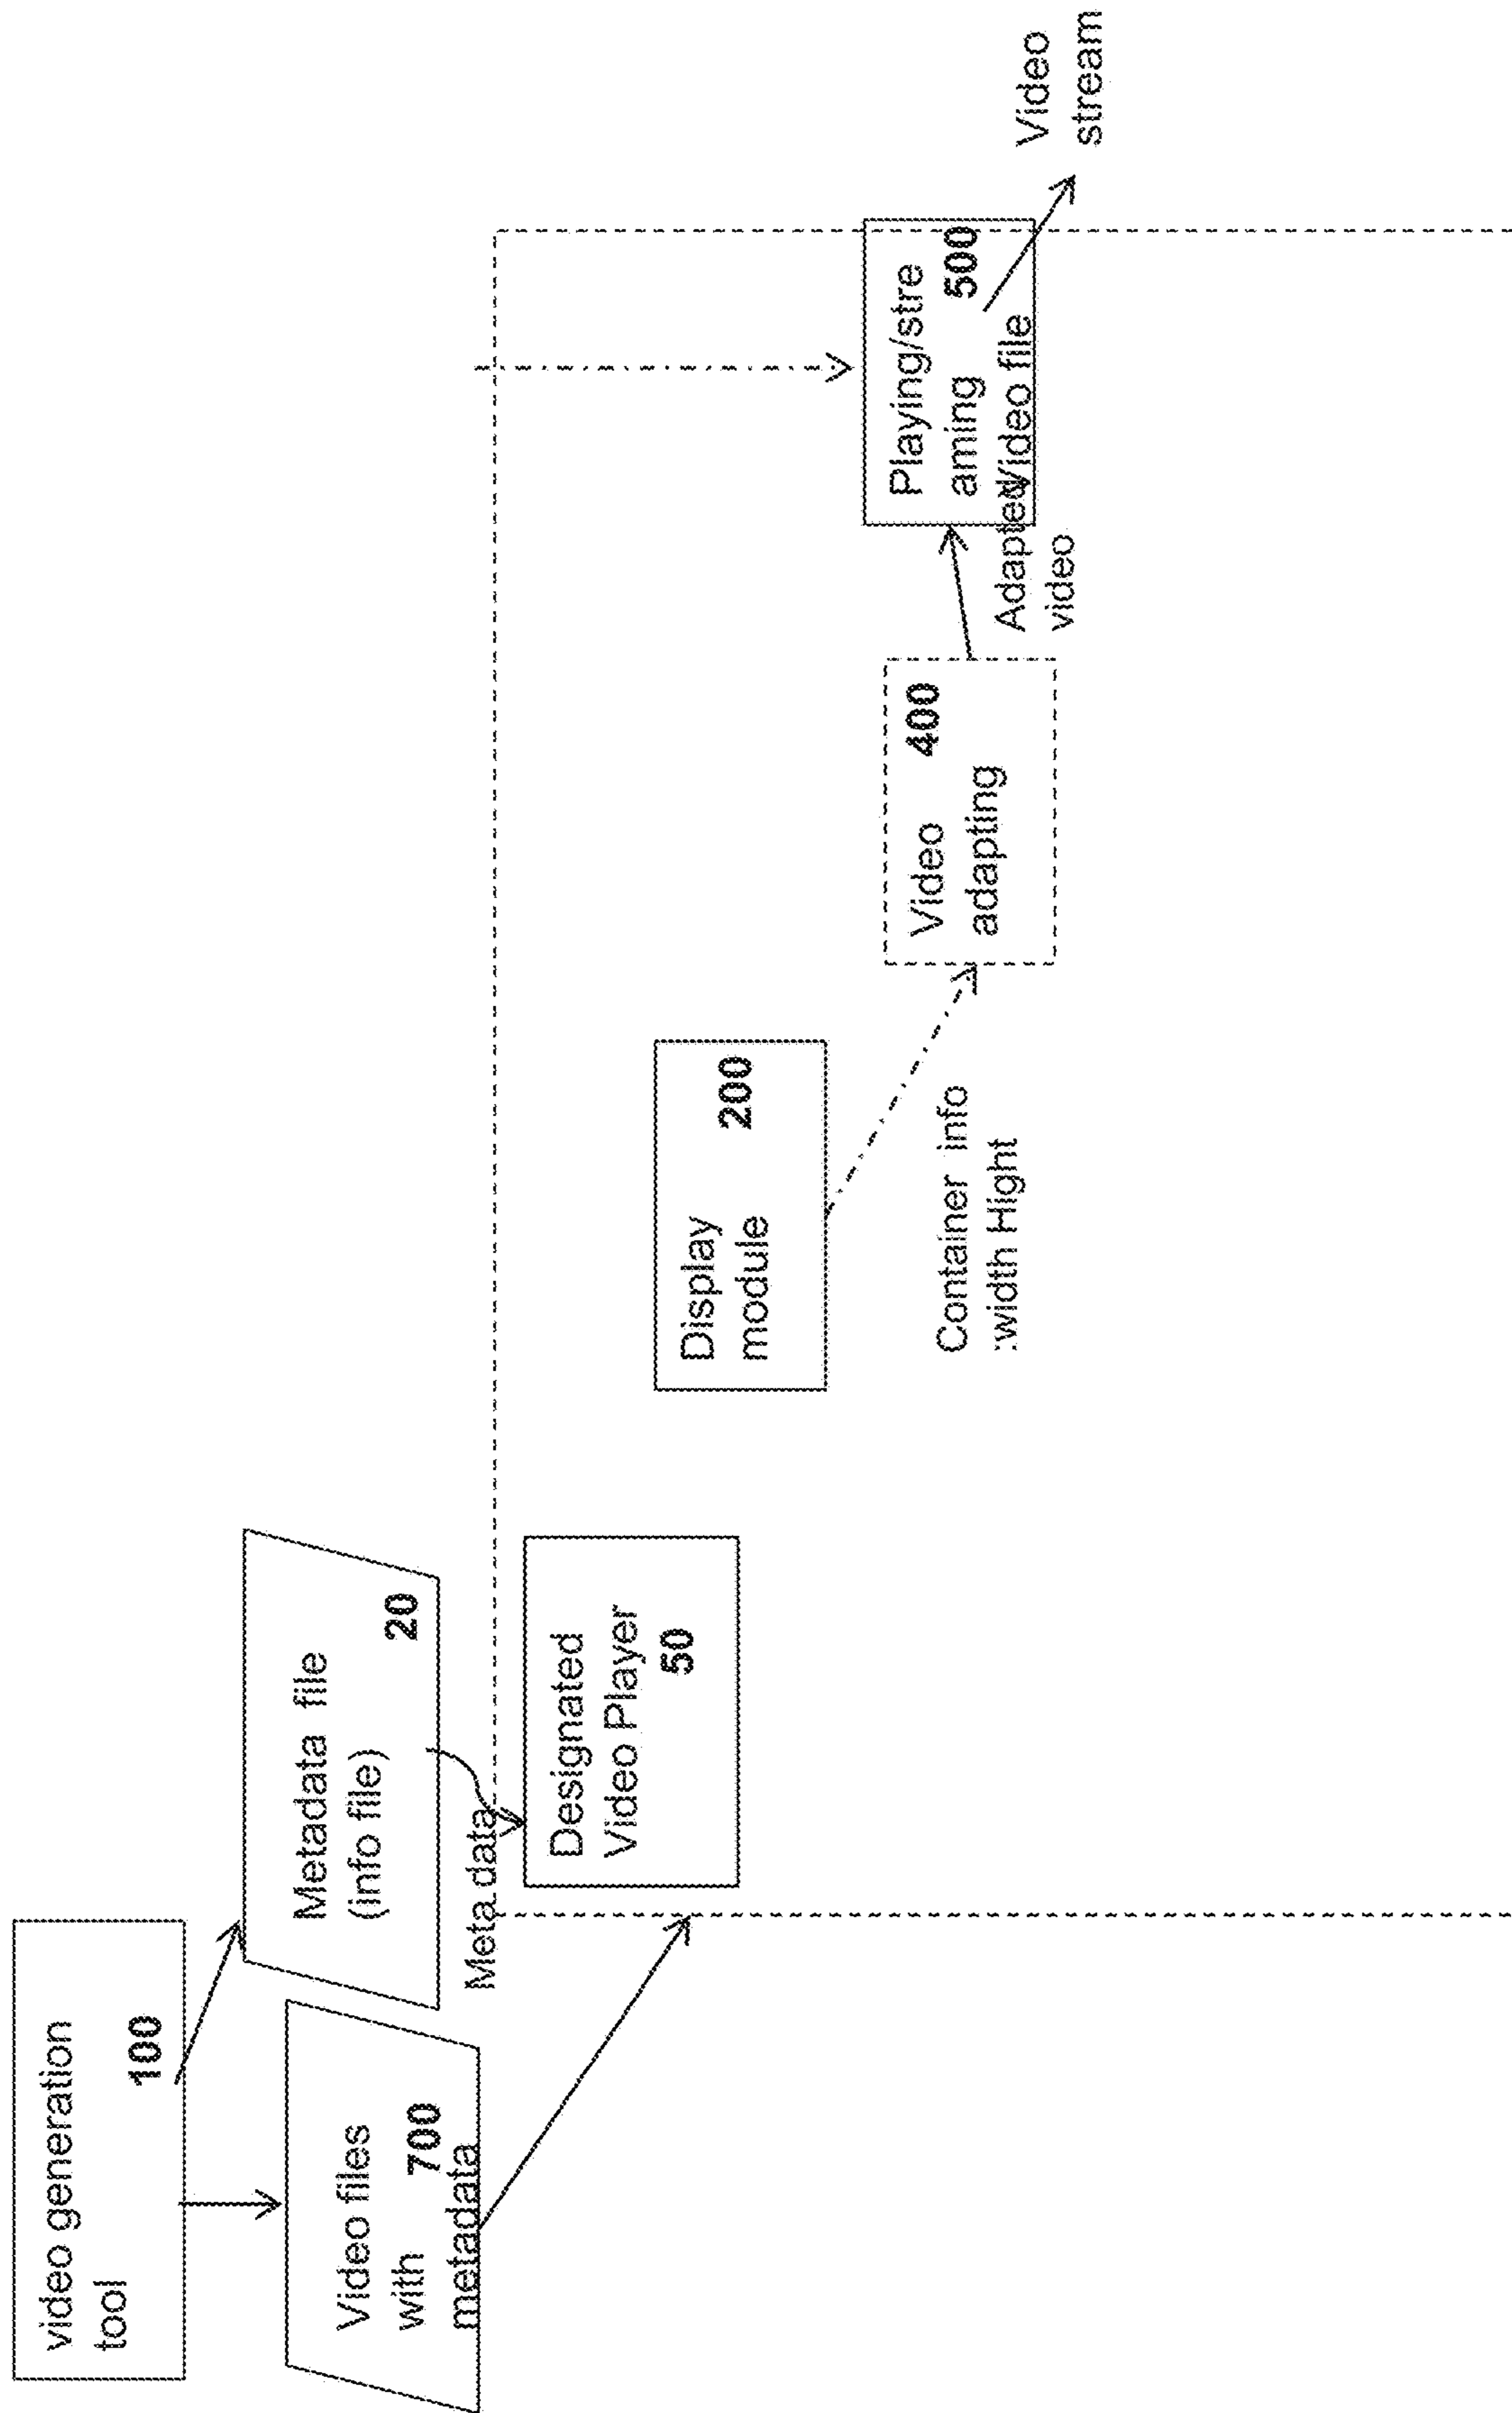 video generation
tool
100
Video files
with
700
metadata
Metadata file
(info file)
20
Meta data
Designated
Video Player
50
Display
module
200
Container info
:width Hight
Video
400
adapting
Adapted
video
Playing/stre
aming
500
Video file
Video
stream